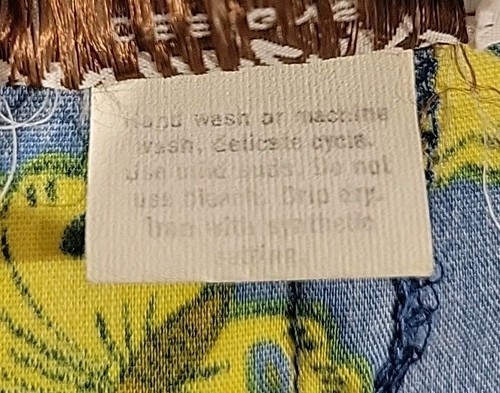 DESIGNS
Hand wash or machine
wash, delicate cycle.
Use mild suds. Do not
use bleach. Drip dry.
Iron with synthetic
setting.